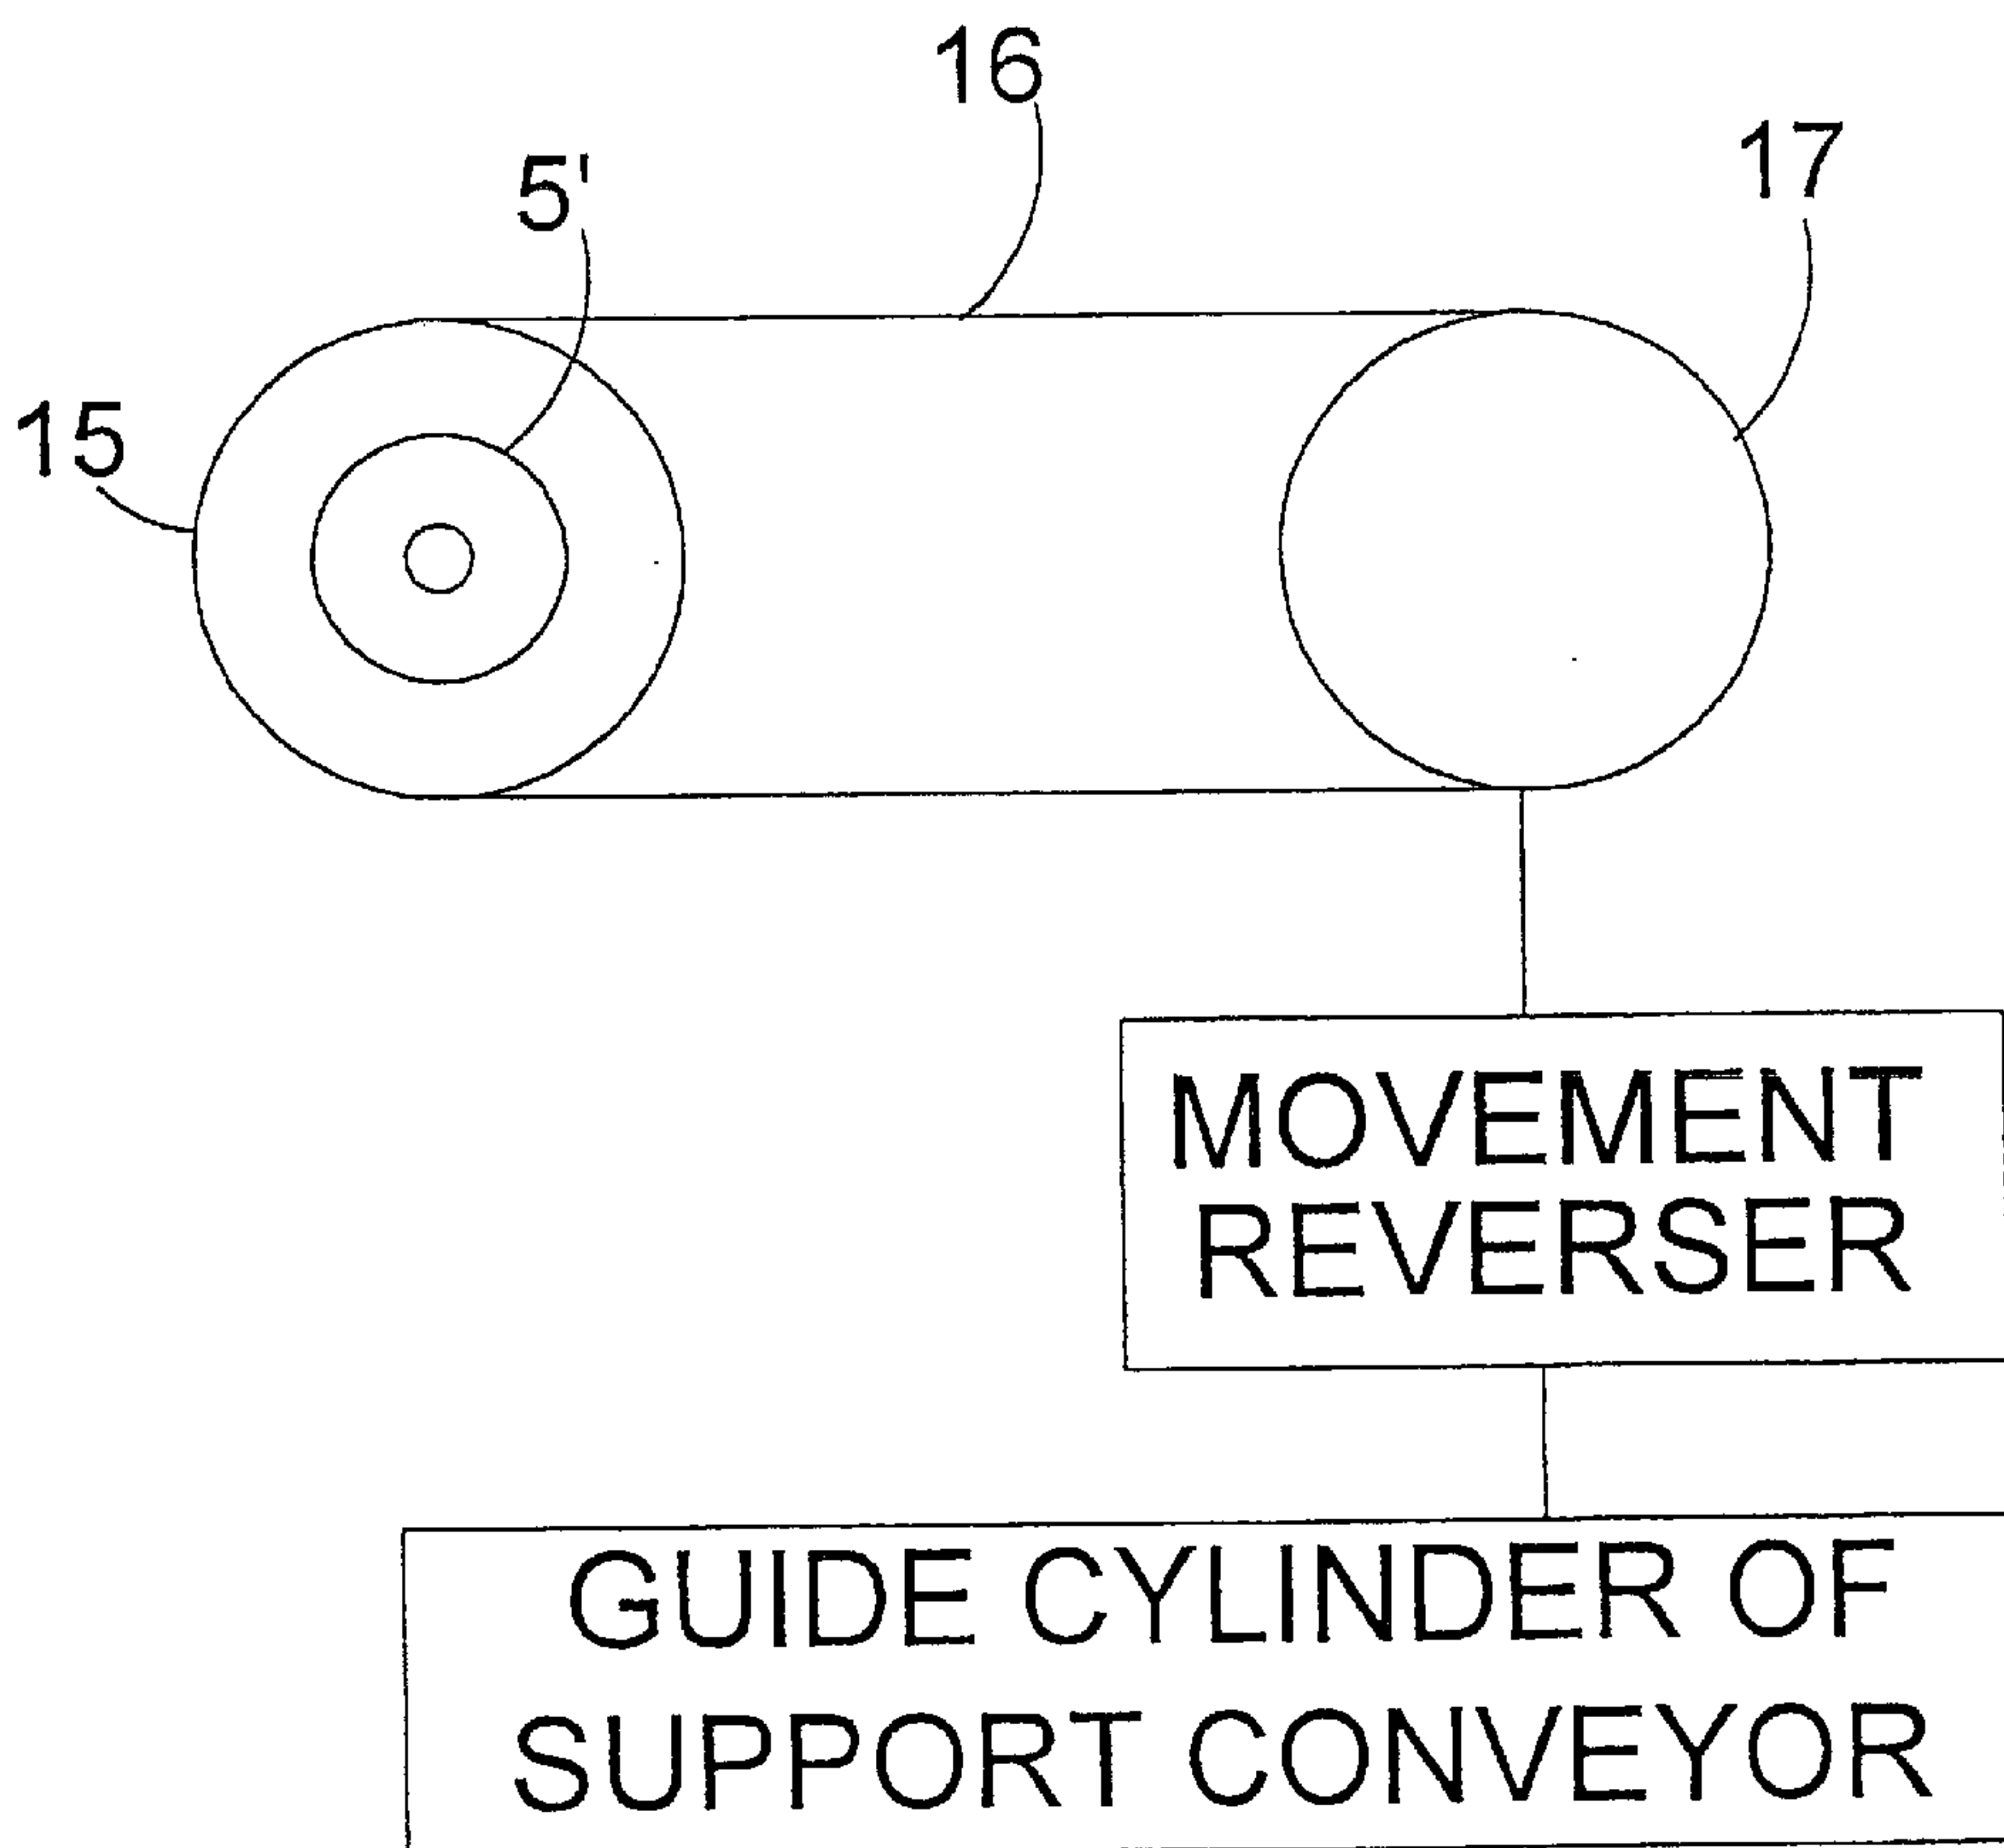 16
17
5'
15
MOVEMENT
REVERSER
GUIDE CYLINDER OF
SUPPORT CONVEYOR